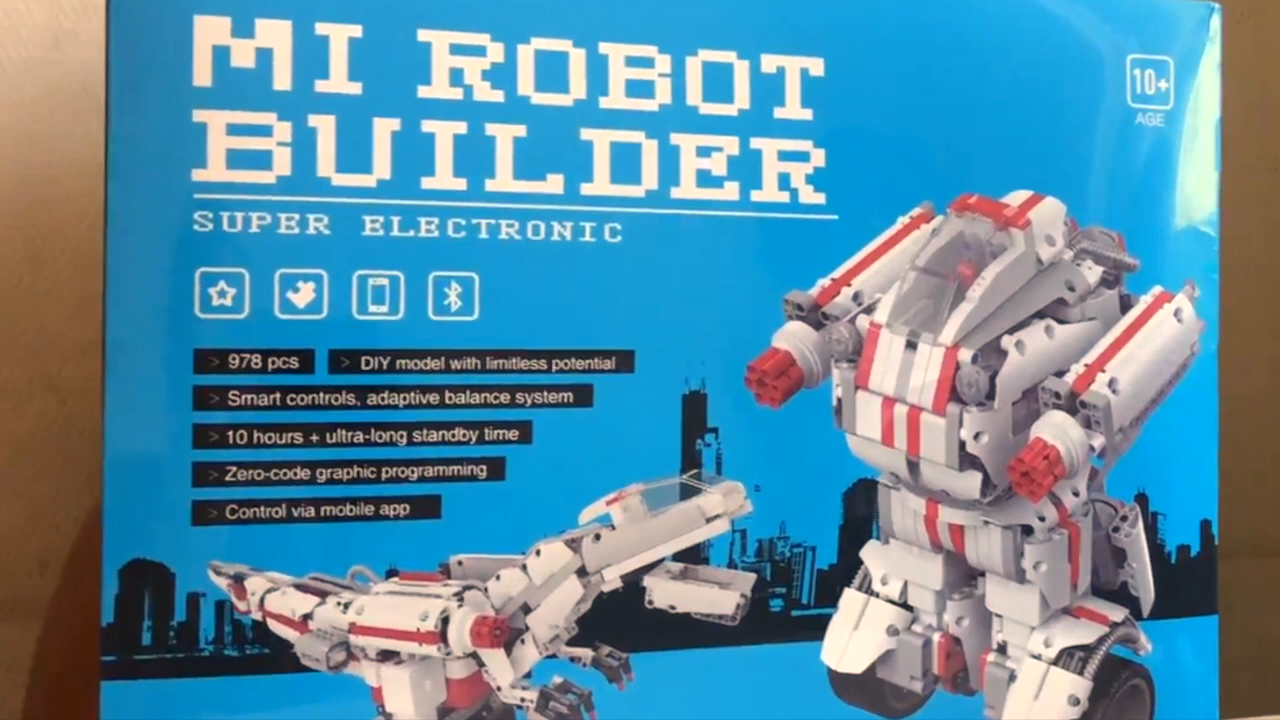 MI ROBOT
BUILDER
SUPER ELECTRONIC
10+
AGE
> 978 pcs
> DIY model with limitless potential
> Smart controls, adaptive balance system
> 10 hours + ultra-long standby time
> Zero-code graphic programming
> Control via mobile app